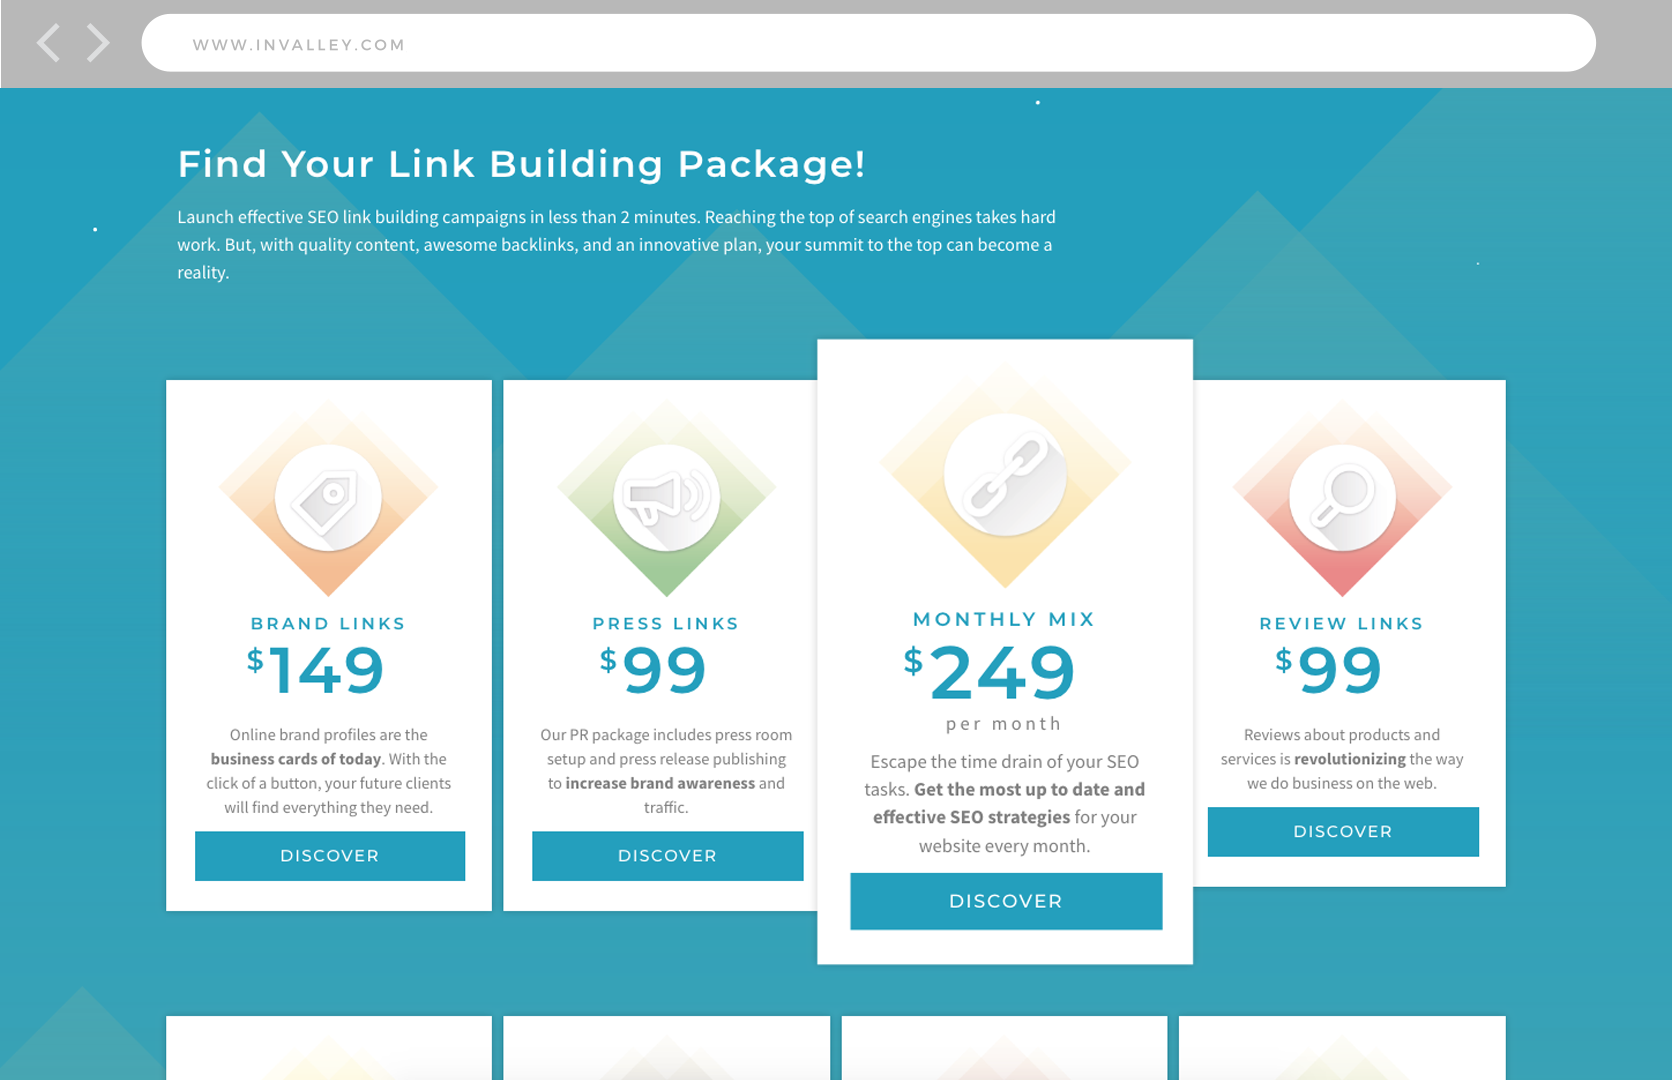 WWW.INVALLEY.COM
Find Your Link Building Package!
Launch effective SEO link building campaigns in less than 2 minutes. Reaching the top of search engines takes hard
work. But, with quality content, awesome backlinks, and an innovative plan, your summit to the top can become a
reality.
BRAND LINKS
$149
Online brand profiles are the
business cards of today. With the
click of a button, your future clients
will find everything they need.
DISCOVER
PRESS LINKS
$99
Our PR package includes press room
setup and press release publishing
to increase brand awareness and
traffic.
DISCOVER
MONTHLY MIX
$249
per month
Escape the time drain of your SEO
tasks. Get the most up to date and
effective SEO strategies for your
website every month.
DISCOVER
REVIEW LINKS
$99
Reviews about products and
services is revolutionizing the way
we do business on the web.
DISCOVER